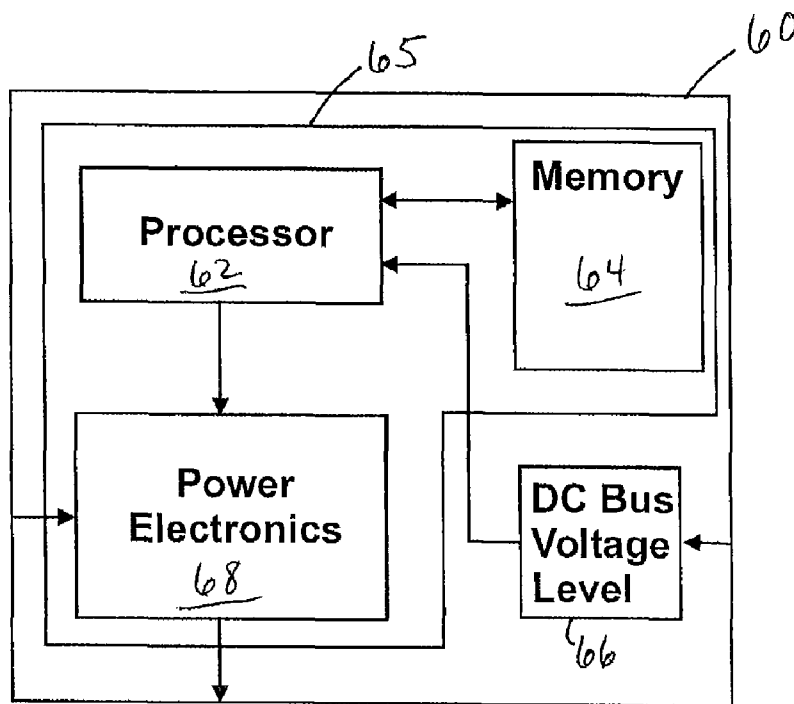 65
60
Processor
62
Memory
64
Power
Electronics
68
DC Bus
Voltage
Level
66